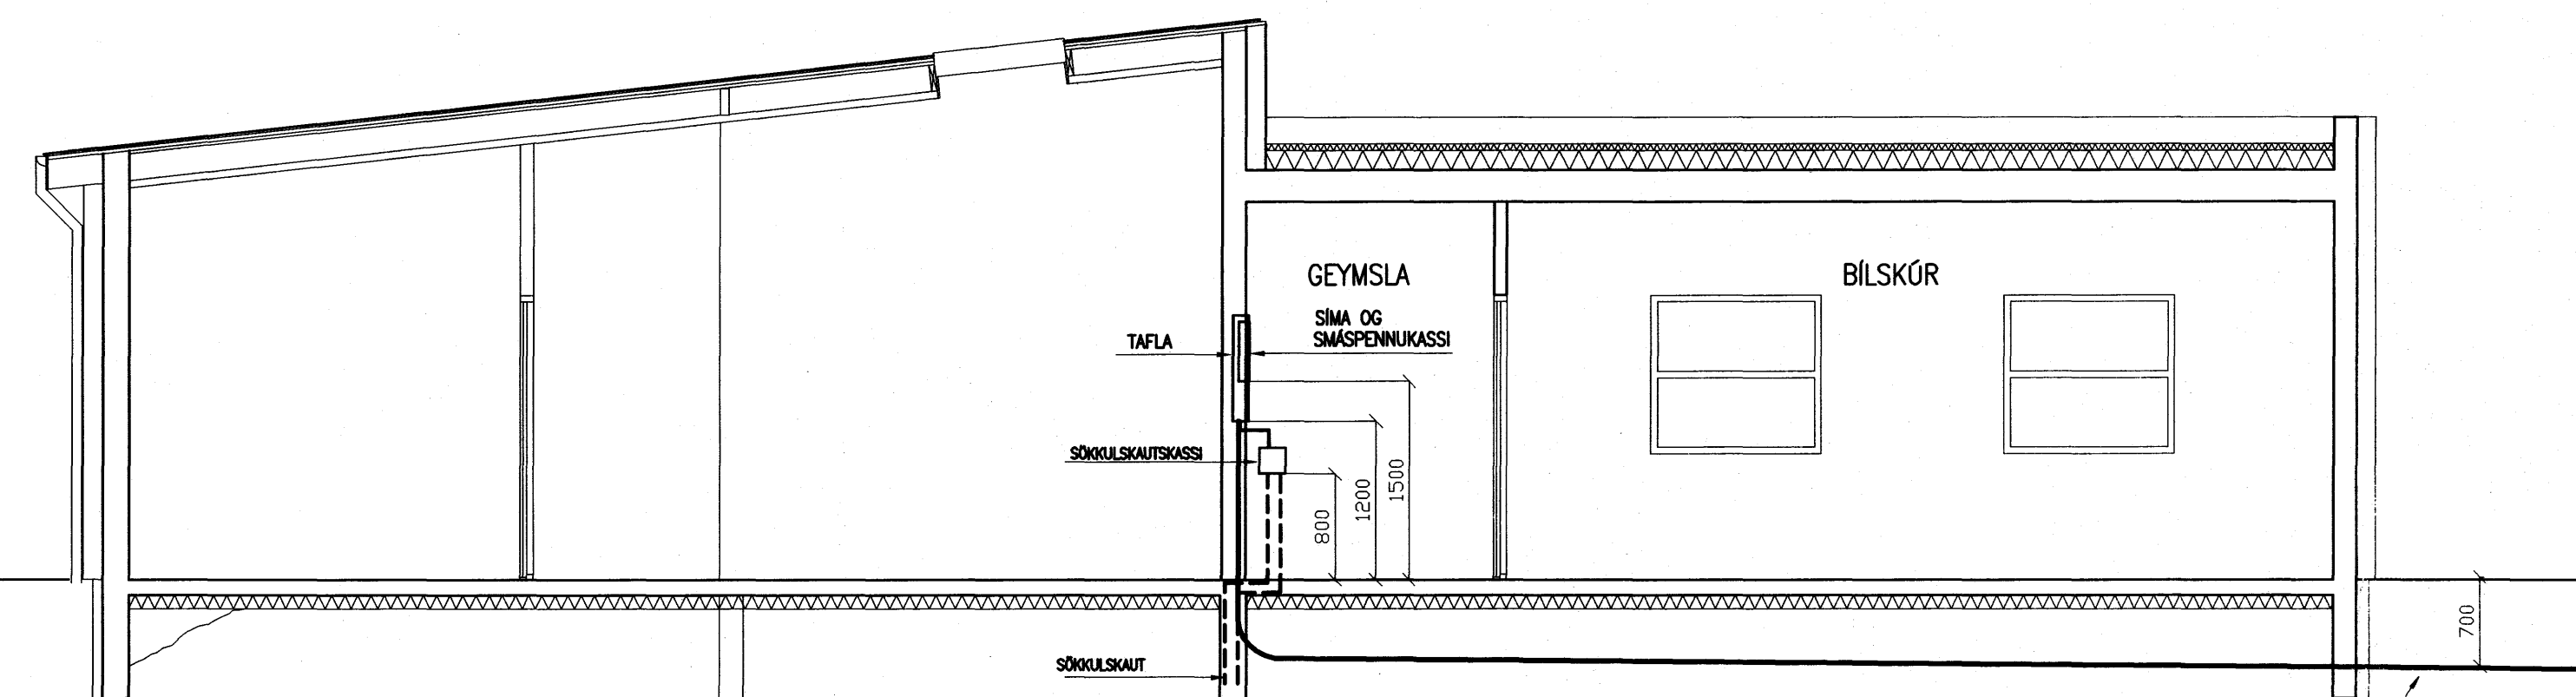 GEYMSLA
BÍLSKÚR
SÍMA OG
SMÁSPENNUKASSI
TAFLA
SÖKKULSKAUTSKASSI
800
1200
1500
700
SÖKKULSKAUT